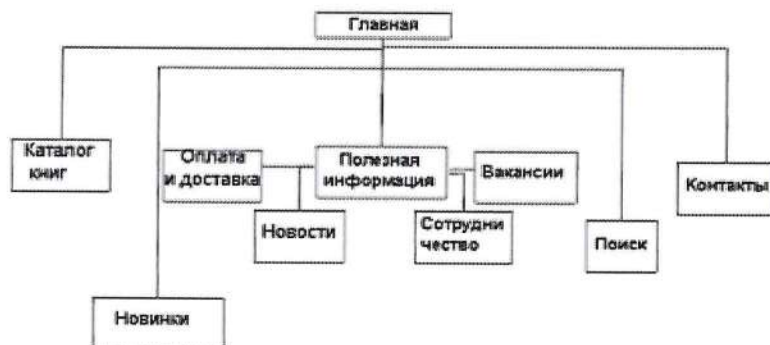 Главная
Каталог
книг
Оплата
и доставка
Полезная
информация
Вакансии
Контакты
Новости
Сотрудни
чество
Поиск
Новинки